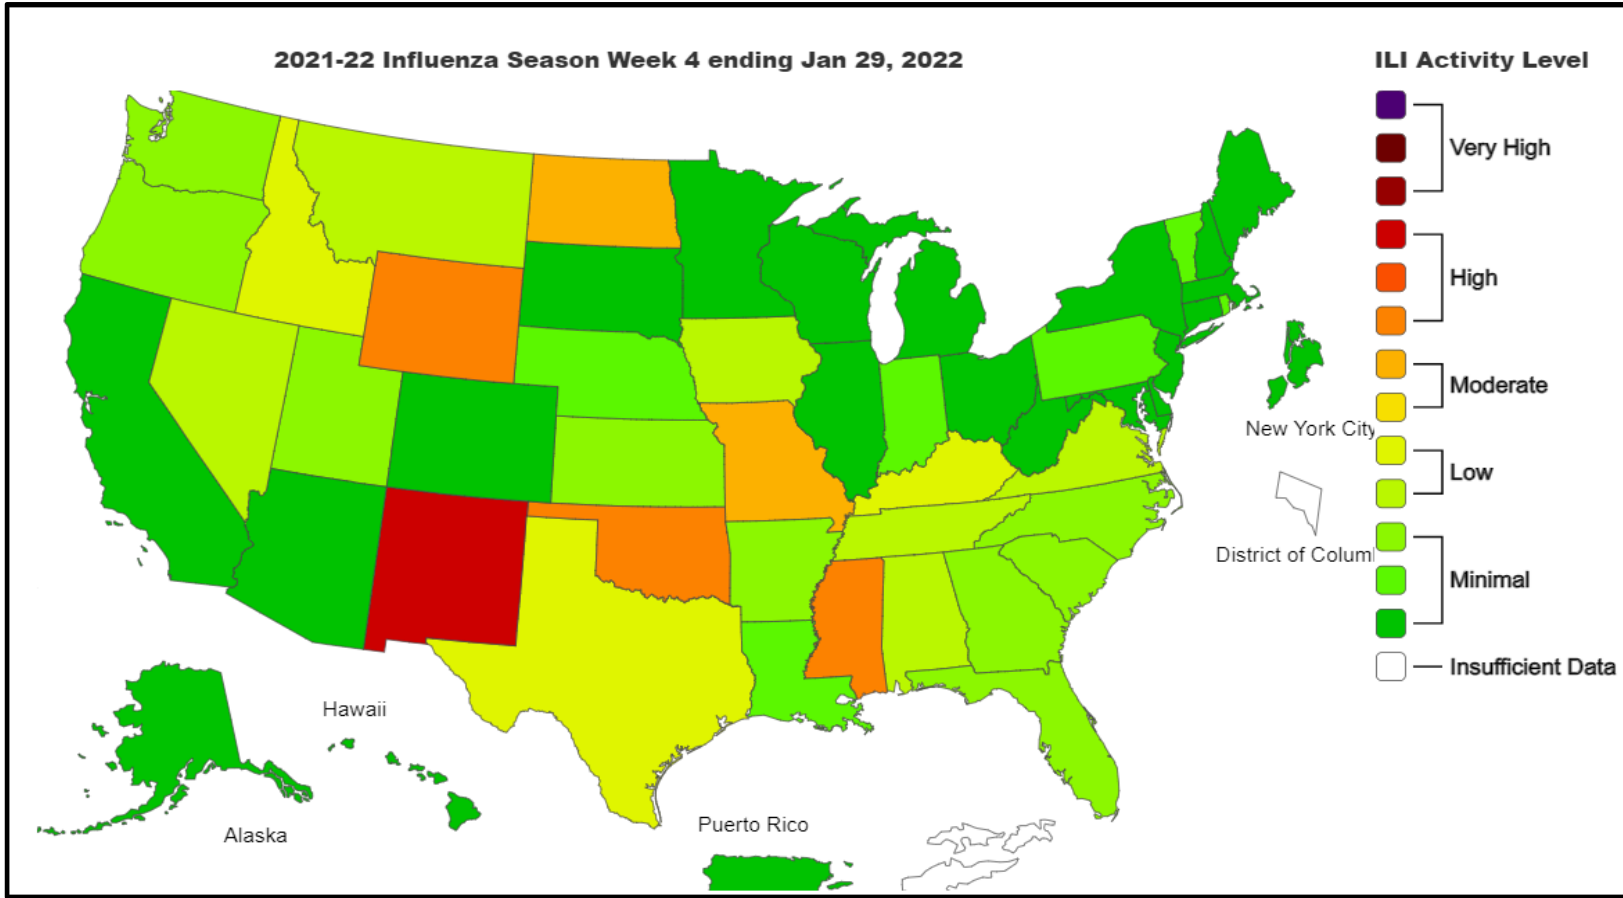 2021-22 Influenza Season Week 4 ending Jan 29, 2022
ILI Activity Level
Very High
High
Moderate
Low
Minimal
Insufficient Data
New York City
District of Colum
Hawaii
Alaska
Puerto Rico